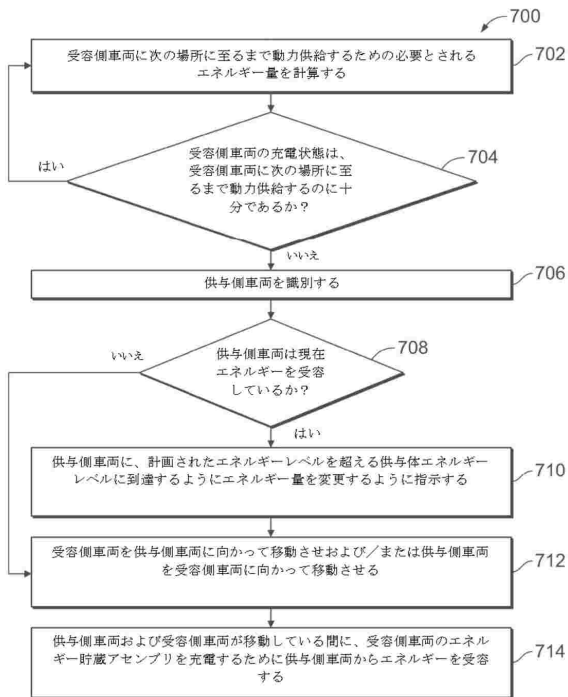 700
受容側車両に次の場所に至るまで動力供給するための必要とされる
エネルギー量を計算する
702
受容側車両の充電状態は、
受容側車両に次の場所に至
るまで動力供給するのに十
分であるか?
704
はい
いいえ
供与側車両を識別する
706
供与側車両は現在
エネルギーを受容
しているか?
708
いいえ
はい
供与側車両に、計画されたエネルギーレベルを超える供与体エネルギー
レベルに到達するようにエネルギー量を変更するように指示する
710
受容側車両を供与側車両に向かって移動させおよび/または供与側車両
を受容側車両に向かって移動させる
712
供与側車両および受容側車両が移動している間に、受容側車両のエネル
ギー貯蔵アセンブリを充電するために供与側車両からエネルギーを受容
する
714